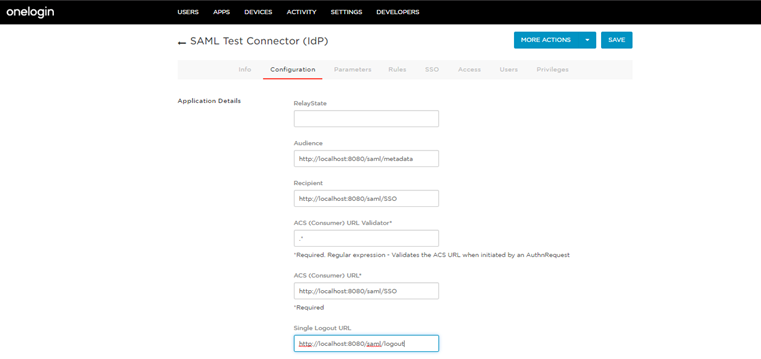 onelogin USERS APPS DEVICES ACTIVITY SETTINGS DEVELOPERS
← SAML Test Connector (IdP) MORE ACTIONS SAVE
Info Configuration Parameters Rules SSO Access Users Privileges
Application Details
RelayState
Audience
http://localhost:8080/saml/metadata
Recipient
http://localhost:8080/saml/SSO
ACS (Consumer) URL Validator*
.*
*Required. Regular expression - Validates the ACS URL when initiated by an AuthnRequest
ACS (Consumer) URL*
http://localhost:8080/saml/SSO
*Required
Single Logout URL
http://localhost:8080/saml/logout